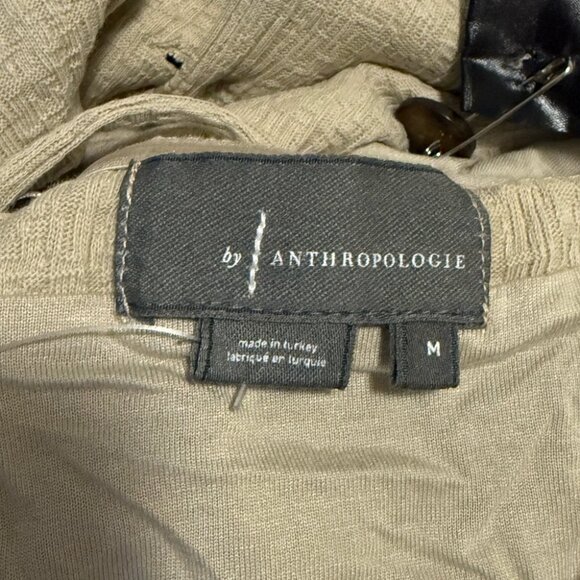 by ANTHROPOLOGIE
made in turkey
fabriqué en turquie
M